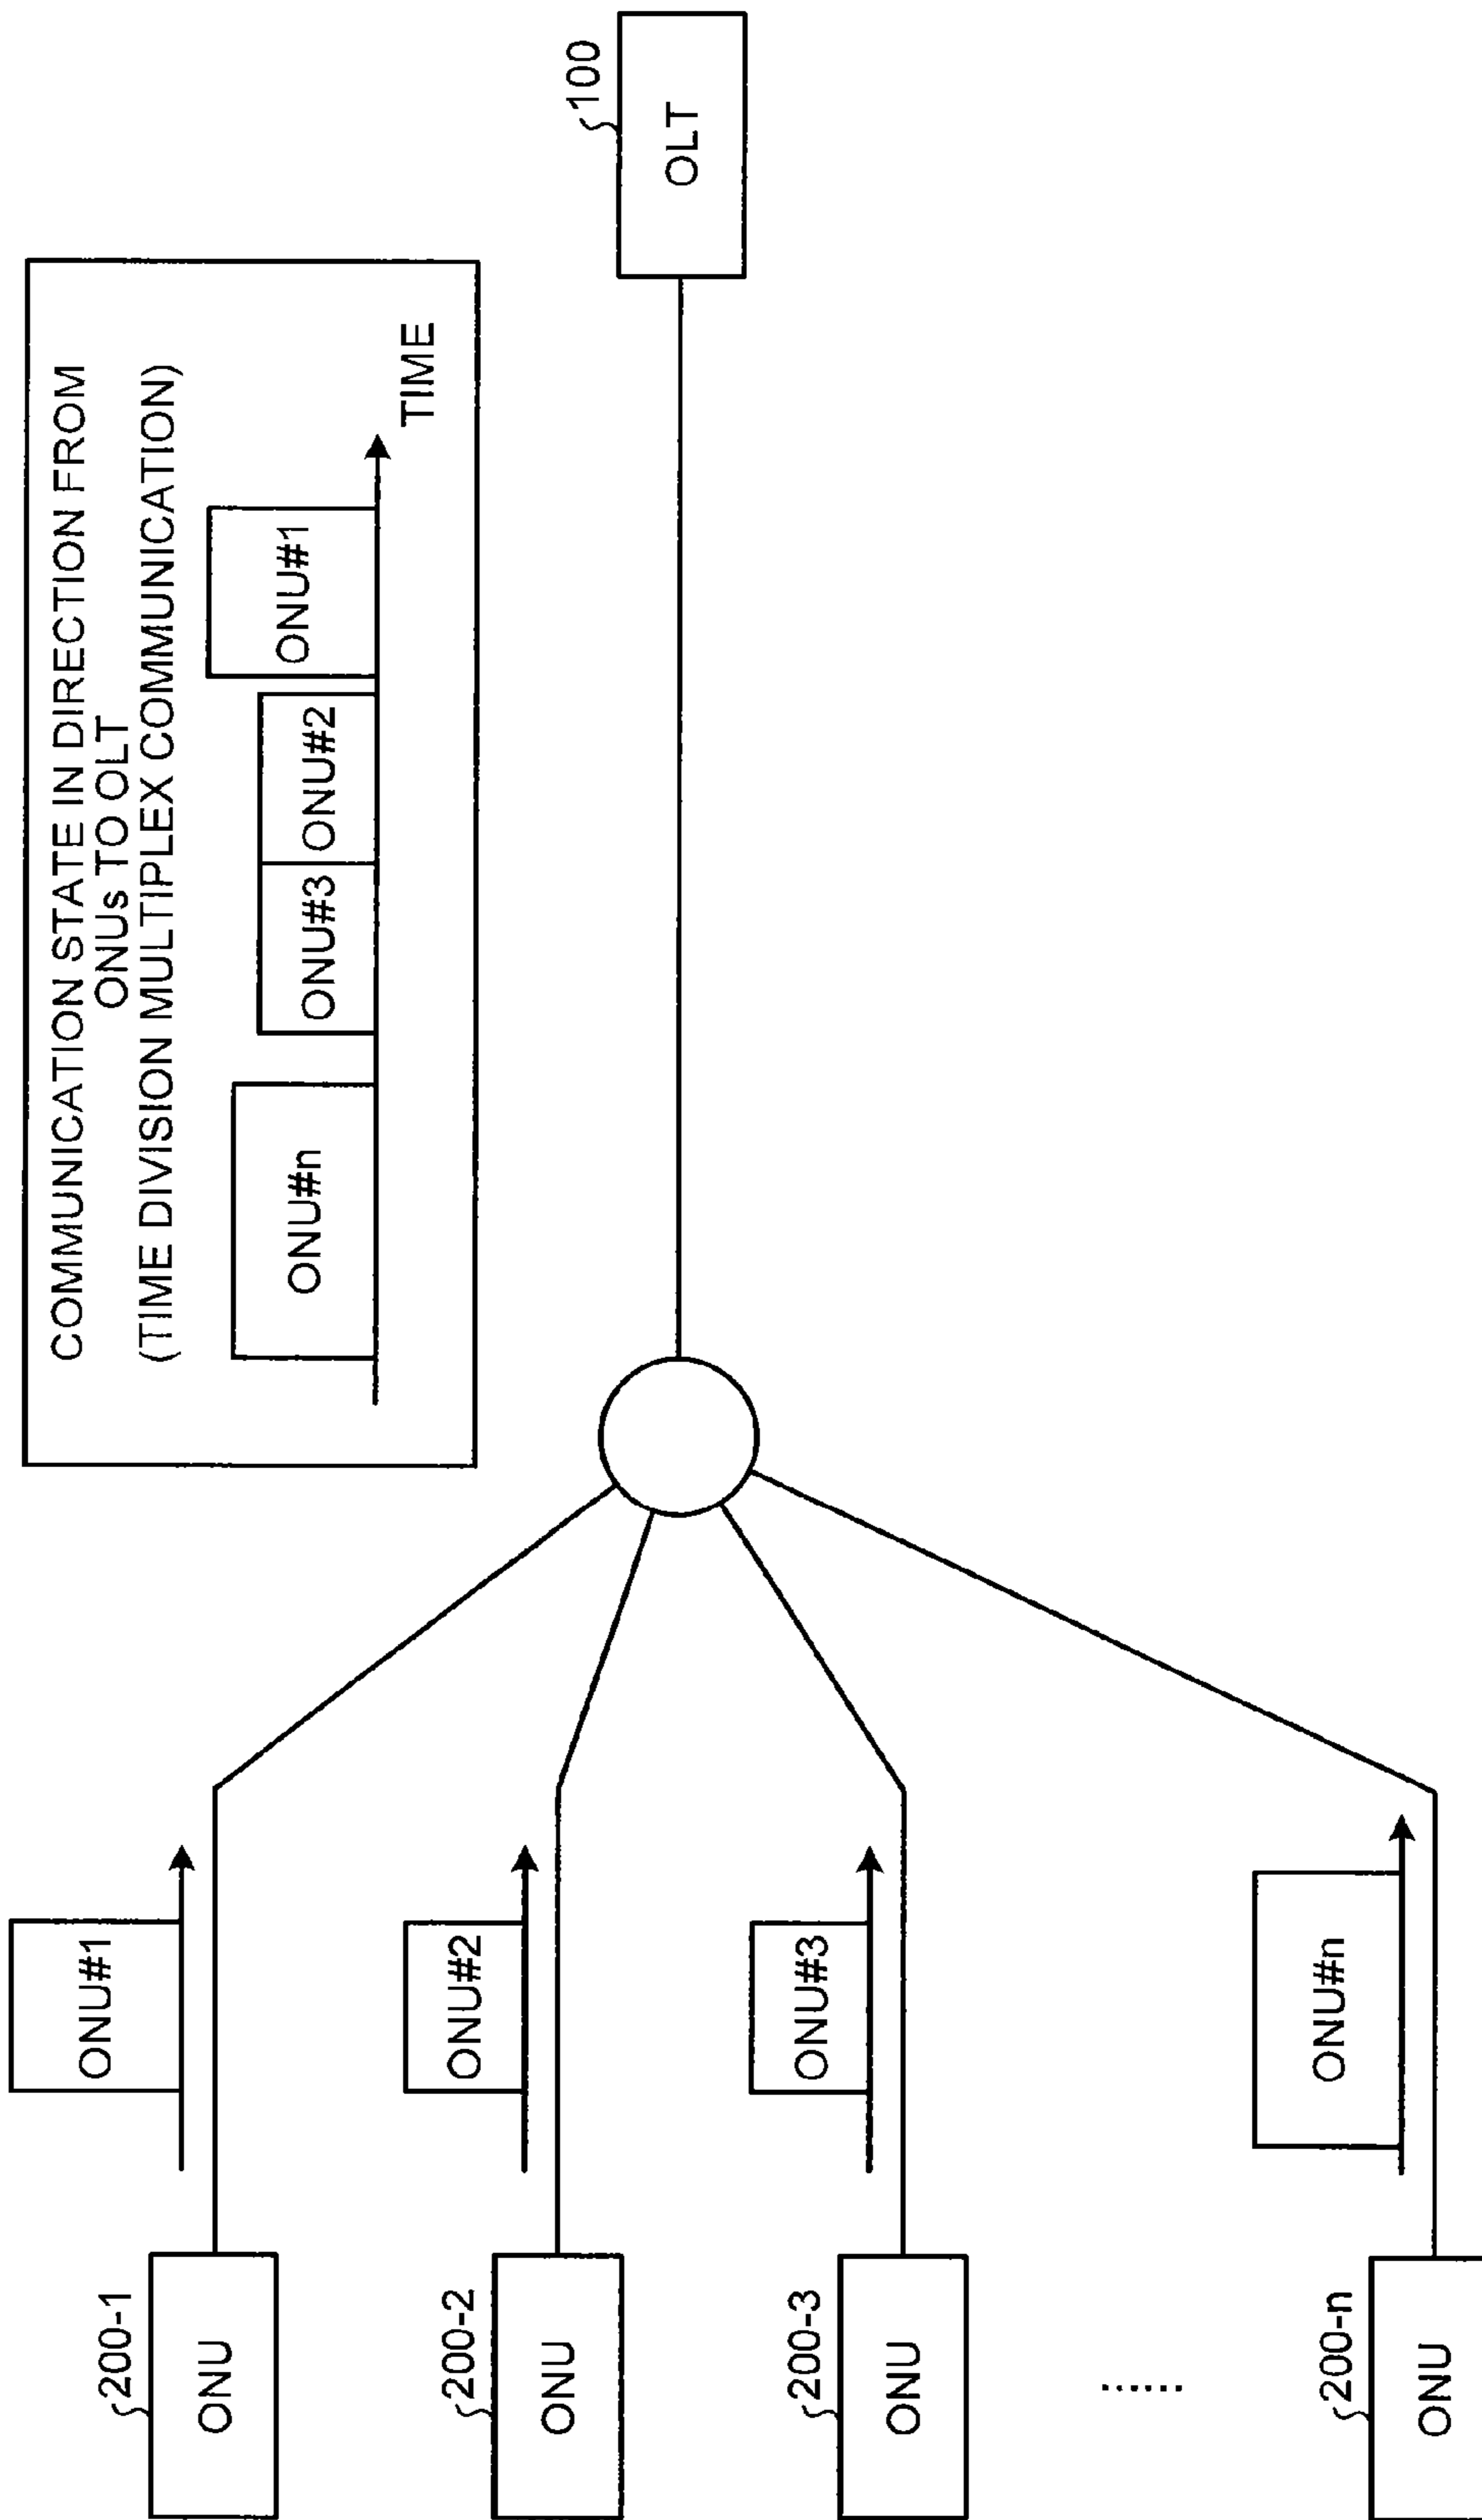 COMMUNICATION STATE IN DIRECTION FROM
ONUs TO OLT
(TIME DIVISION MULTIPLEX COMMUNICATION)
ONU#n
ONU#3
ONU#2
ONU#1
TIME
200-1
ONU
ONU#1
200-2
ONU
ONU#2
100
OLT
200-3
ONU
ONU#3
......
200-n
ONU
ONU#n